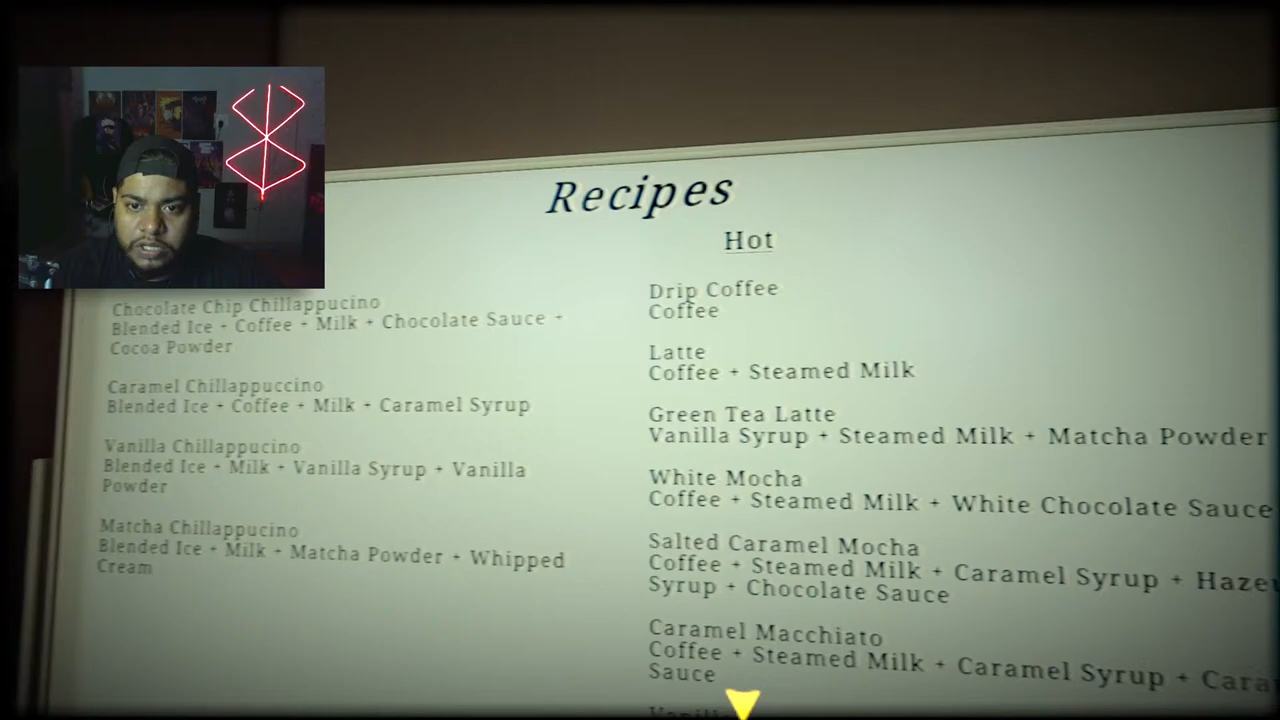 Recipes
Hot
Chocolate Chip Chillappucino
Blended Ice + Coffee + Milk + Chocolate Sauce +
Cocoa Powder
Caramel Chillappuccino
Blended Ice + Coffee + Milk + Caramel Syrup
Vanilla Chillappucino
Blended Ice + Milk + Vanilla Syrup + Vanilla
Powder
Matcha Chillappucino
Blended Ice + Milk + Matcha Powder + Whipped
Cream
Drip Coffee
Coffee
Latte
Coffee + Steamed Milk
Green Tea Latte
Vanilla Syrup + Steamed Milk + Matcha Powder
White Mocha
Coffee + Steamed Milk + White Chocolate Sauce
Salted Caramel Mocha
Coffee + Steamed Milk + Caramel Syrup +
Syrup + Chocolate Sauce
Caramel Macchiato
Coffee + Steamed Milk + Caramel Syrup +
Sauce